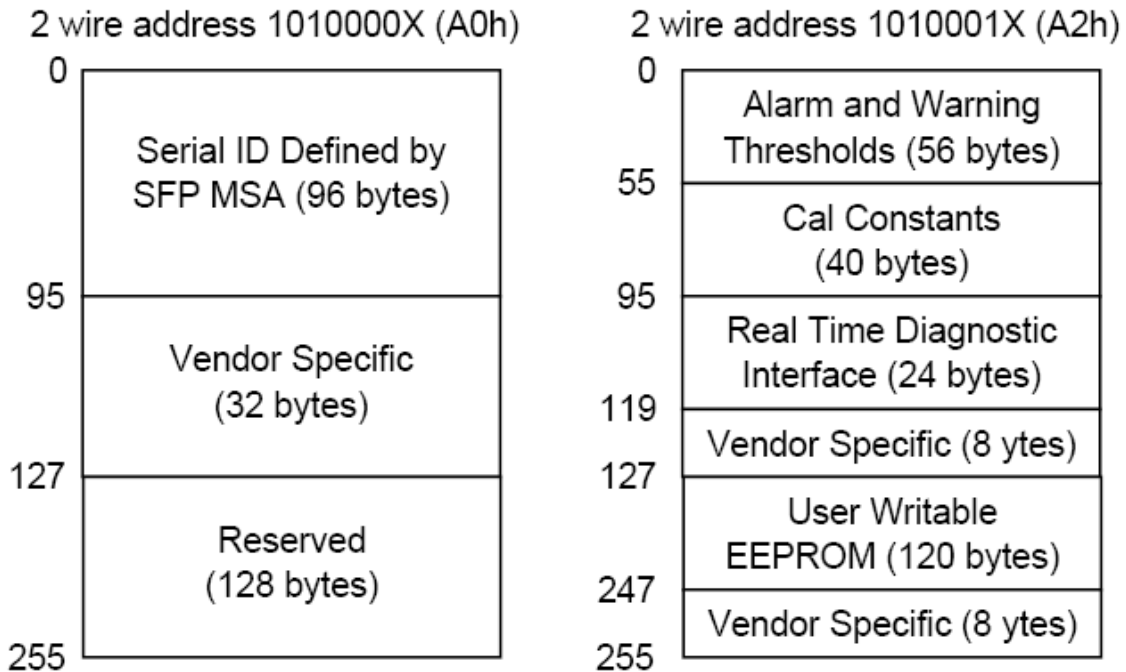 2 wire address 1010000X (A0h)
0
Serial ID Defined by
SFP MSA (96 bytes)
95
Vendor Specific
(32 bytes)
127
Reserved
(128 bytes)
255
2 wire address 1010001X (A2h)
0
Alarm and Warning
Thresholds (56 bytes)
55
Cal Constants
(40 bytes)
95
Real Time Diagnostic
Interface (24 bytes)
119
Vendor Specific (8 ytes)
127
User Writable
EEPROM (120 bytes)
247
Vendor Specific (8 ytes)
255